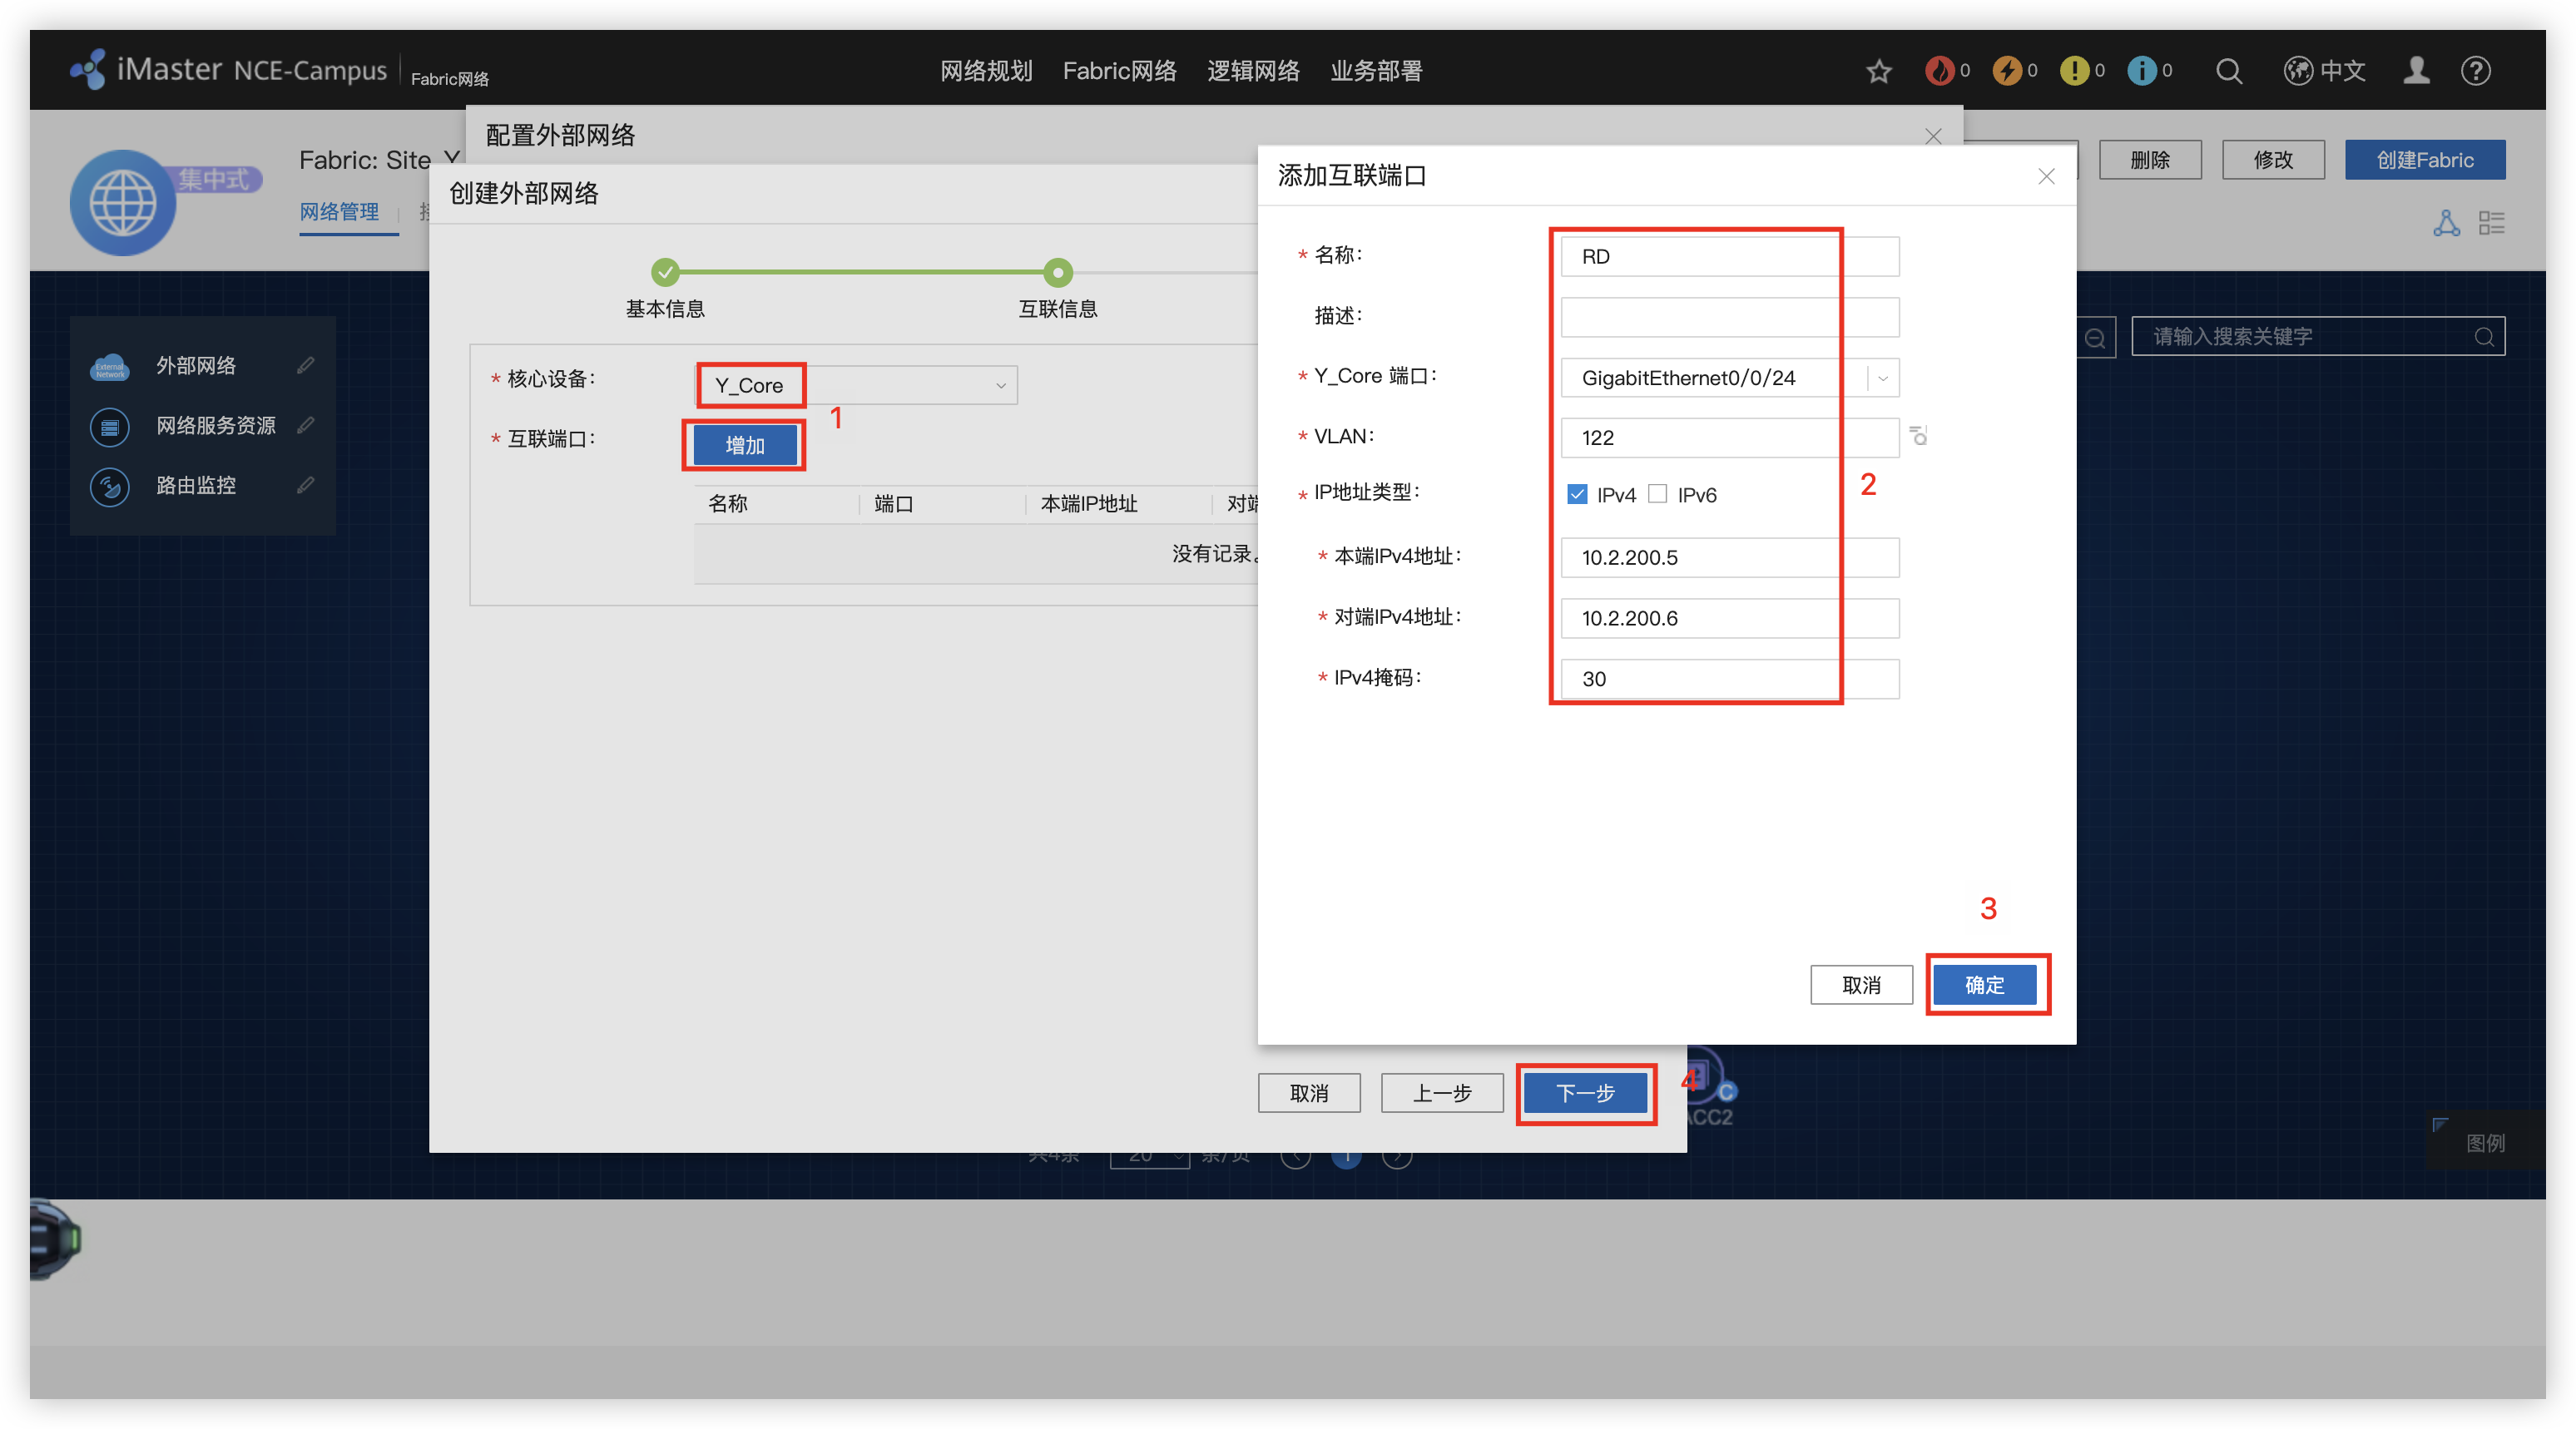 iMaster NCE-Campus | Fabric网络
网络规划 Fabric网络 逻辑网络 业务部署
0 0 0 0 中文
配置外部网络
Fabric: Site_Y
集中式
网络管理
删除 修改 创建Fabric
创建外部网络
基本信息 互联信息
* 核心设备: Y_Core
1
* 互联端口: 增加
名称 端口 本端IP地址 对端
没有记录。
取消 上一步 下一步
4
添加互联端口
* 名称: RD
描述:
* Y_Core 端口: GigabitEthernet0/0/24
* VLAN: 122
2
* IP地址类型: IPv4 IPv6
* 本端IPv4地址: 10.2.200.5
* 对端IPv4地址: 10.2.200.6
* IPv4掩码: 30
3
取消 确定
请输入搜索关键字
External Network
外部网络
网络服务资源
路由监控
C
ACC2
共4条 20 条/页 1
图例